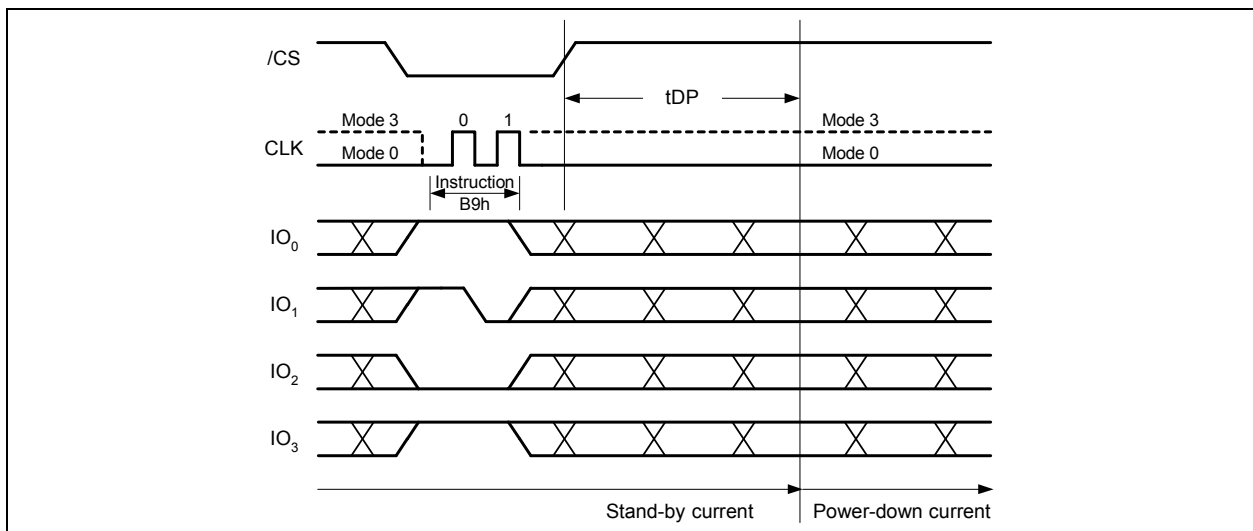 /CS
tDP
Mode 3 0 1 Mode 3
CLK
Mode 0 Mode 0
Instruction
B9h
IO0
IO1
IO2
IO3
Stand-by current Power-down current